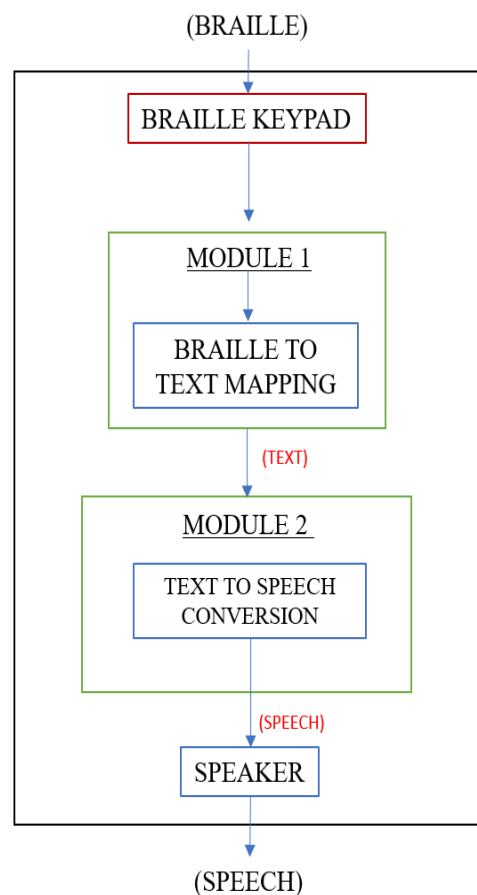 (BRAILLE)
BRAILLE KEYPAD
MODULE 1
BRAILLE TO
TEXT MAPPING
(TEXT)
MODULE 2
TEXT TO SPEECH
CONVERSION
(SPEECH)
SPEAKER
(SPEECH)